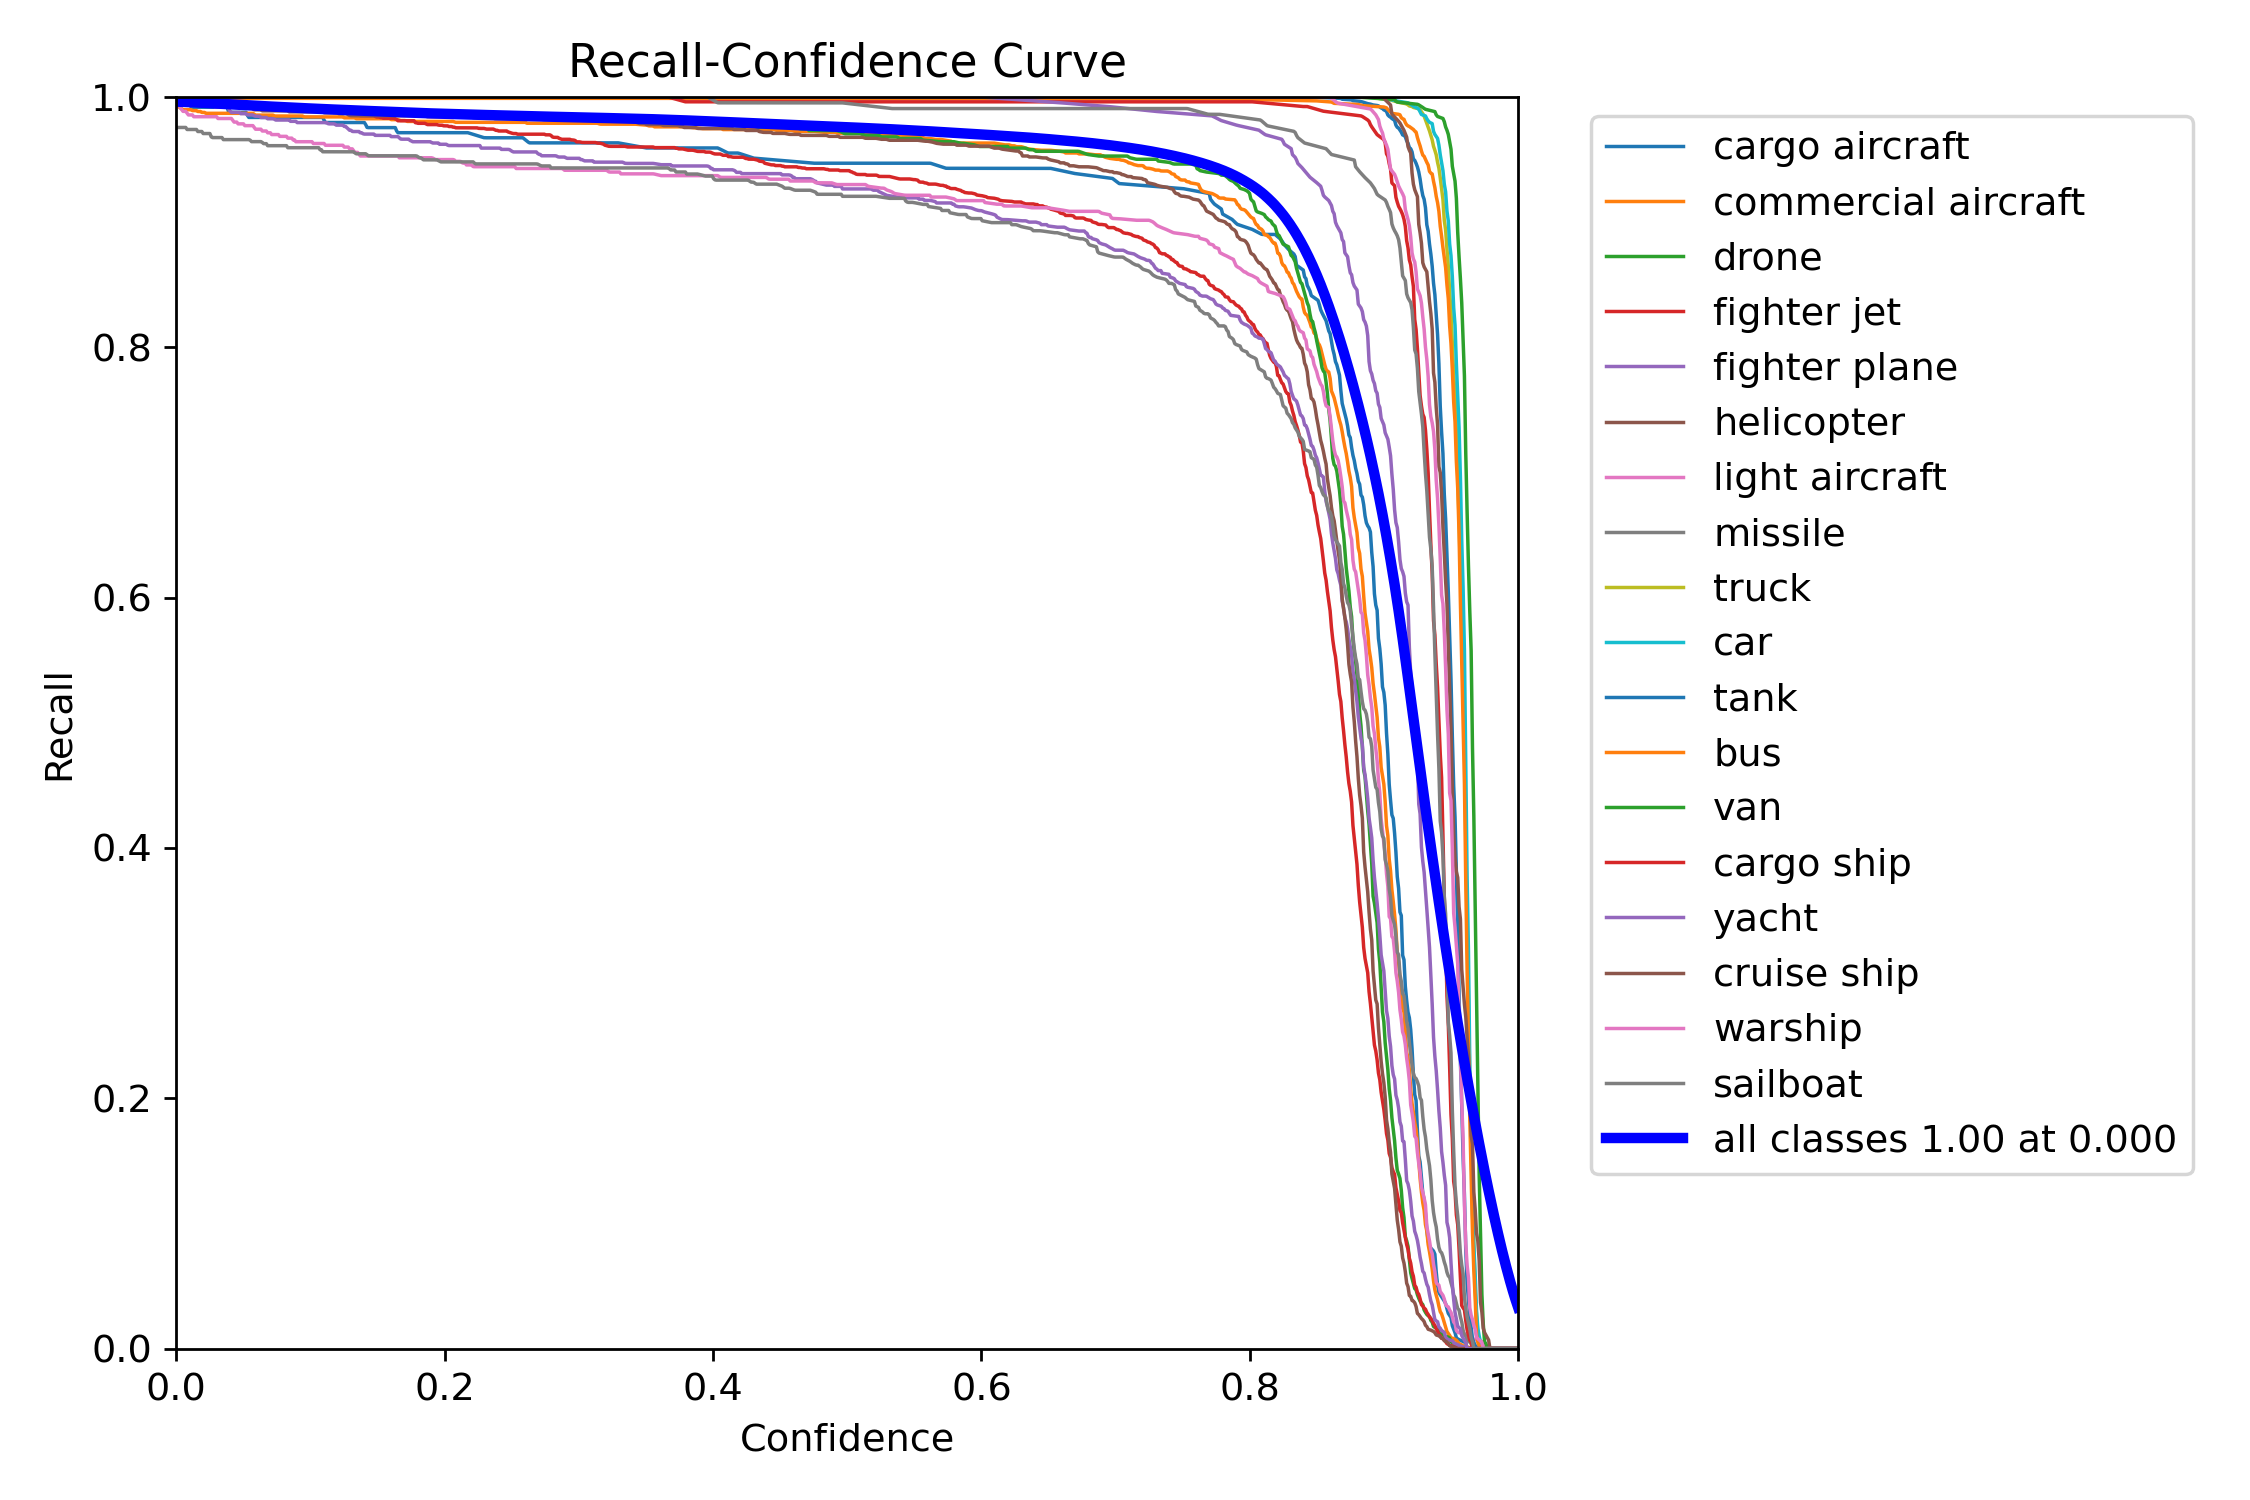 Recall-Confidence Curve
1.0
0.8
0.6
0.4
0.2
0.0
Recall
0.0 0.2 0.4 0.6 0.8 1.0
Confidence
cargo aircraft
commercial aircraft
drone
fighter jet
fighter plane
helicopter
light aircraft
missile
truck
car
tank
bus
van
cargo ship
yacht
cruise ship
warship
sailboat
all classes 1.00 at 0.000